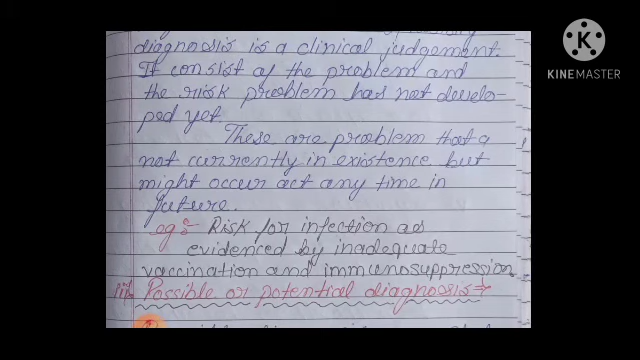 diagnosis is a clinical judgement.
It consist of the problem and
the risk problem has not develo-
ped yet.
These are problem that a
not currently in existence but
might occur act any time in
future.
eg:- Risk for infection as
evidenced by inadequate
vaccination and immunosuppression
iii) Possible or potential diagnosis →
KINEMASTER